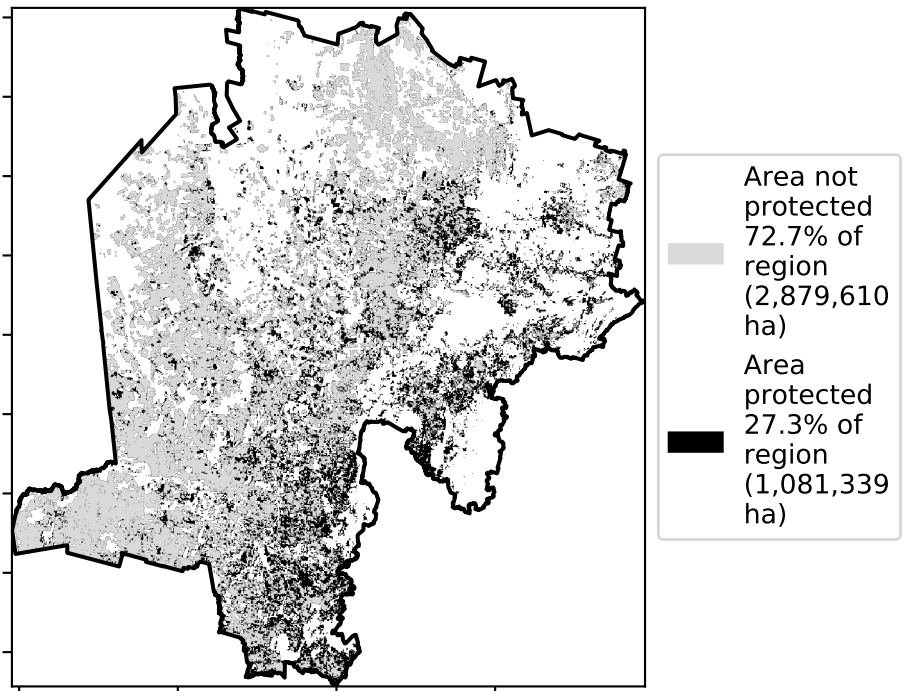 Area not
protected
72.7% of
region
(2,879,610
ha)
Area
protected
27.3% of
region
(1,081,339
ha)